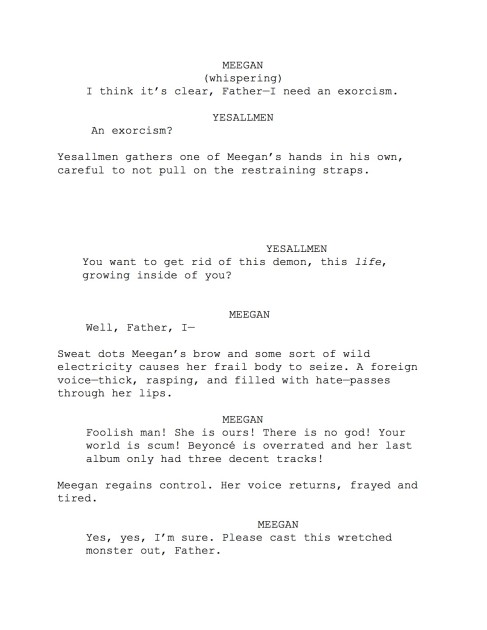 MEEGAN
(whispering)
I think it's clear, Father—I need an exorcism.
YESALLMEN
An exorcism?
Yesallmen gathers one of Meegan's hands in his own,
careful to not pull on the restraining straps.
YESALLMEN
You want to get rid of this demon, this life,
growing inside of you?
MEEGAN
Well, Father, I—
Sweat dots Meegan's brow and some sort of wild
electricity causes her frail body to seize. A foreign
voice—thick, rasping, and filled with hate—passes
through her lips.
MEEGAN
Foolish man! She is ours! There is no god! Your
world is scum! Beyoncé is overrated and her last
album only had three decent tracks!
Meegan regains control. Her voice returns, frayed and
tired.
MEEGAN
Yes, yes, I'm sure. Please cast this wretched
monster out, Father.